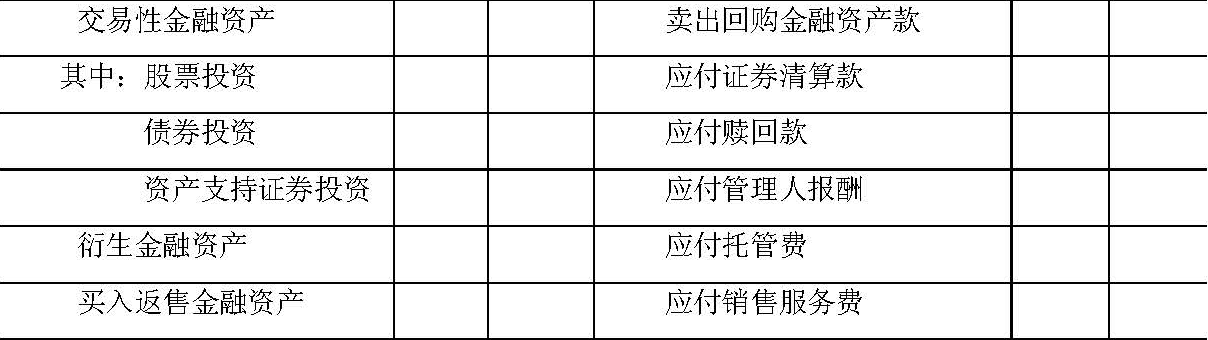 交易性金融资产 卖出回购金融资产款
其中：股票投资 应付证券清算款
债券投资 应付赎回款
资产支持证券投资 应付管理人报酬
衍生金融资产 应付托管费
买入返售金融资产 应付销售服务费